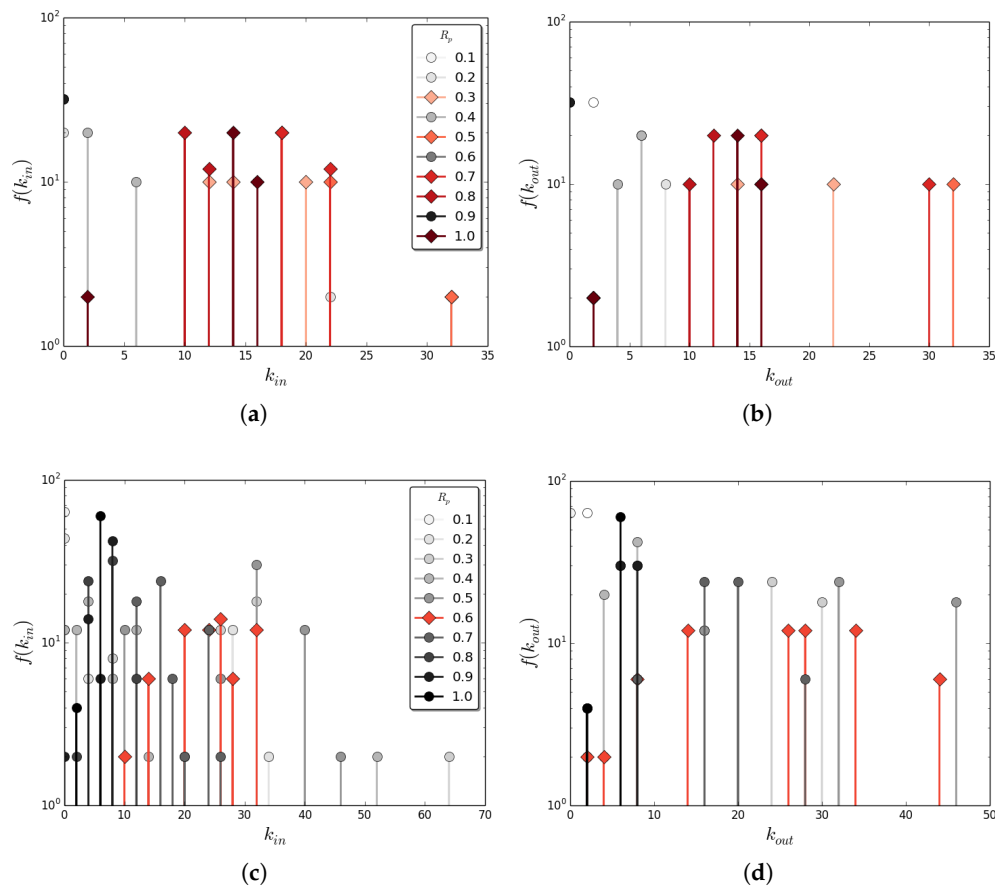 10²
10¹
10⁰
f(k_in)
0 5 10 15 20 25 30 35
k_in
R_p
0.1
0.2
0.3
0.4
0.5
0.6
0.7
0.8
0.9
1.0
(a)
10²
10¹
10⁰
f(k_out)
0 5 10 15 20 25 30 35
k_out
(b)
10²
10¹
10⁰
f(k_in)
0 10 20 30 40 50 60 70
k_in
R_p
0.1
0.2
0.3
0.4
0.5
0.6
0.7
0.8
0.9
1.0
(c)
10²
10¹
10⁰
f(k_out)
0 10 20 30 40 50
k_out
(d)